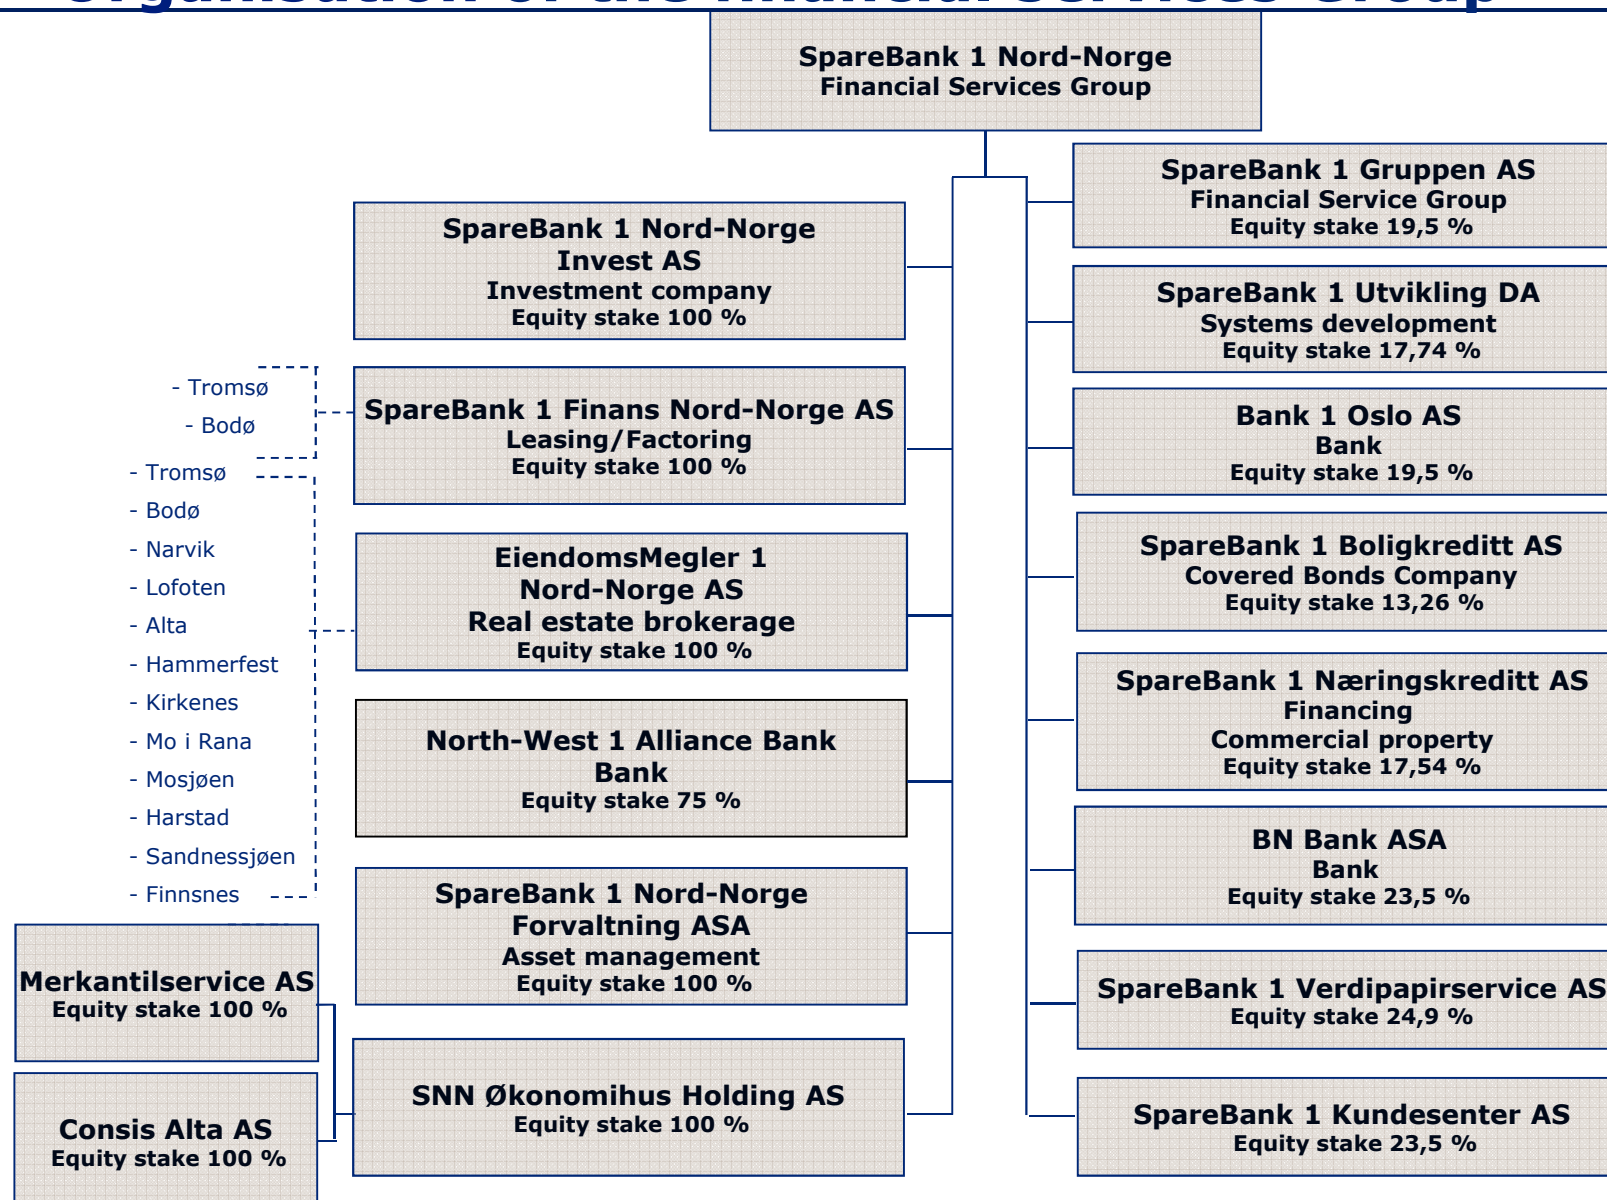 Organisation of the financial services Group
SpareBank 1 Nord-Norge
Financial Services Group
SpareBank 1 Nord-Norge
Invest AS
Investment company
Equity stake 100 %
- Tromsø
- Bodø
SpareBank 1 Finans Nord-Norge AS
Leasing/Factoring
Equity stake 100 %
- Tromsø
- Bodø
- Narvik
- Lofoten
- Alta
- Hammerfest
- Kirkenes
- Mo i Rana
- Mosjøen
- Harstad
- Sandnessjøen
- Finnsnes
EiendomsMegler 1
Nord-Norge AS
Real estate brokerage
Equity stake 100 %
North-West 1 Alliance Bank
Bank
Equity stake 75 %
SpareBank 1 Nord-Norge
Forvaltning ASA
Asset management
Equity stake 100 %
Merkantilservice AS
Equity stake 100 %
Consis Alta AS
Equity stake 100 %
SNN Økonomihus Holding AS
Equity stake 100 %
SpareBank 1 Gruppen AS
Financial Service Group
Equity stake 19,5 %
SpareBank 1 Utvikling DA
Systems development
Equity stake 17,74 %
Bank 1 Oslo AS
Bank
Equity stake 19,5 %
SpareBank 1 Boligkreditt AS
Covered Bonds Company
Equity stake 13,26 %
SpareBank 1 Næringskreditt AS
Financing
Commercial property
Equity stake 17,54 %
BN Bank ASA
Bank
Equity stake 23,5 %
SpareBank 1 Verdipapirservice AS
Equity stake 24,9 %
SpareBank 1 Kundesenter AS
Equity stake 23,5 %